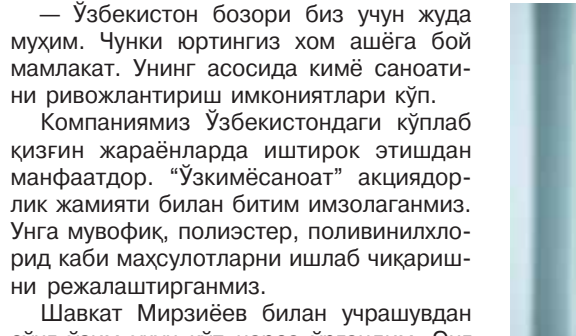 — Ўзбекистон бозори биз учун жуда
муҳим. Чунки юртингиз хом ашёга бой
мамлакат. Унинг асосида кимё саноати-
ни ривожлантириш имкониятлари кўп.
Компаниямиз Ўзбекистондаги кўплаб
қизғин жараёнларда иштирок этишдан
манфаатдор. “Ўзкимёсаноат” акциядор-
лик жамияти билан битим имзолаганмиз.
Унга мувофиқ, полиэстер, поливинилхло-
рид каби маҳсулотларни ишлаб чиқариш-
ни режалаштирганмиз.
Шавкат Мирзиёев билан учрашувдан